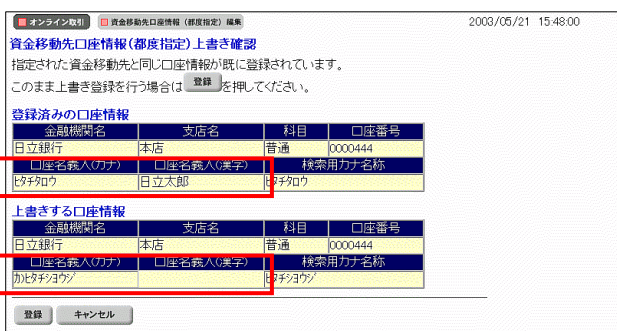 オンライン取引 資金移動先口座情報（都度指定）編集 2003/05/21 15:48:00
資金移動先口座情報（都度指定）上書き確認
指定された資金移動先と同じ口座情報が既に登録されています。
このまま上書き登録を行う場合は 登録 を押してください。
登録済みの口座情報
金融機関名 支店名 科目 口座番号
日立銀行 本店 普通 0000444
口座名義人(カナ) 口座名義人(漢字) 検索用カナ名称
ﾋﾀﾁﾀﾛｳ 日立太郎 ﾋﾀﾁﾀﾛｳ
上書きする口座情報
金融機関名 支店名 科目 口座番号
日立銀行 本店 普通 0000444
口座名義人(カナ) 口座名義人(漢字) 検索用カナ名称
ｶ)ﾋﾀﾁｼﾖｳｼﾞ ﾋﾀﾁｼﾖｳｼﾞ
登録 キャンセル